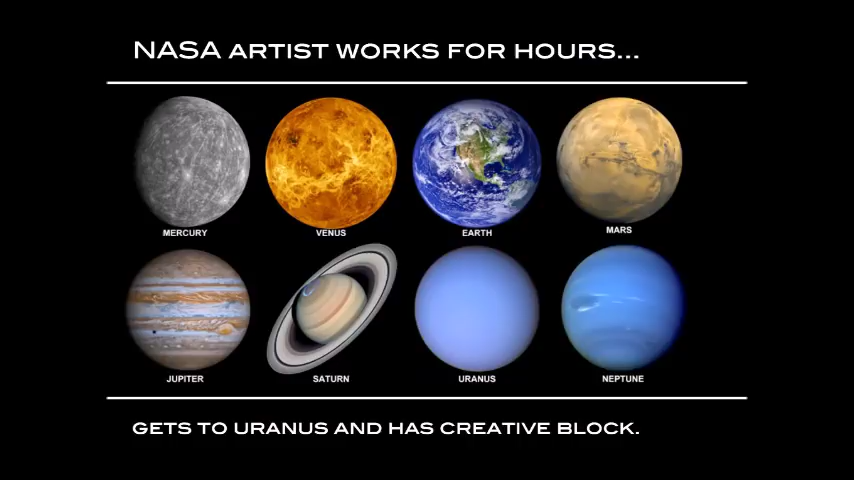 NASA ARTIST WORKS FOR HOURS...
MERCURY
VENUS
EARTH
MARS
JUPITER
SATURN
URANUS
NEPTUNE
GETS TO URANUS AND HAS CREATIVE BLOCK.